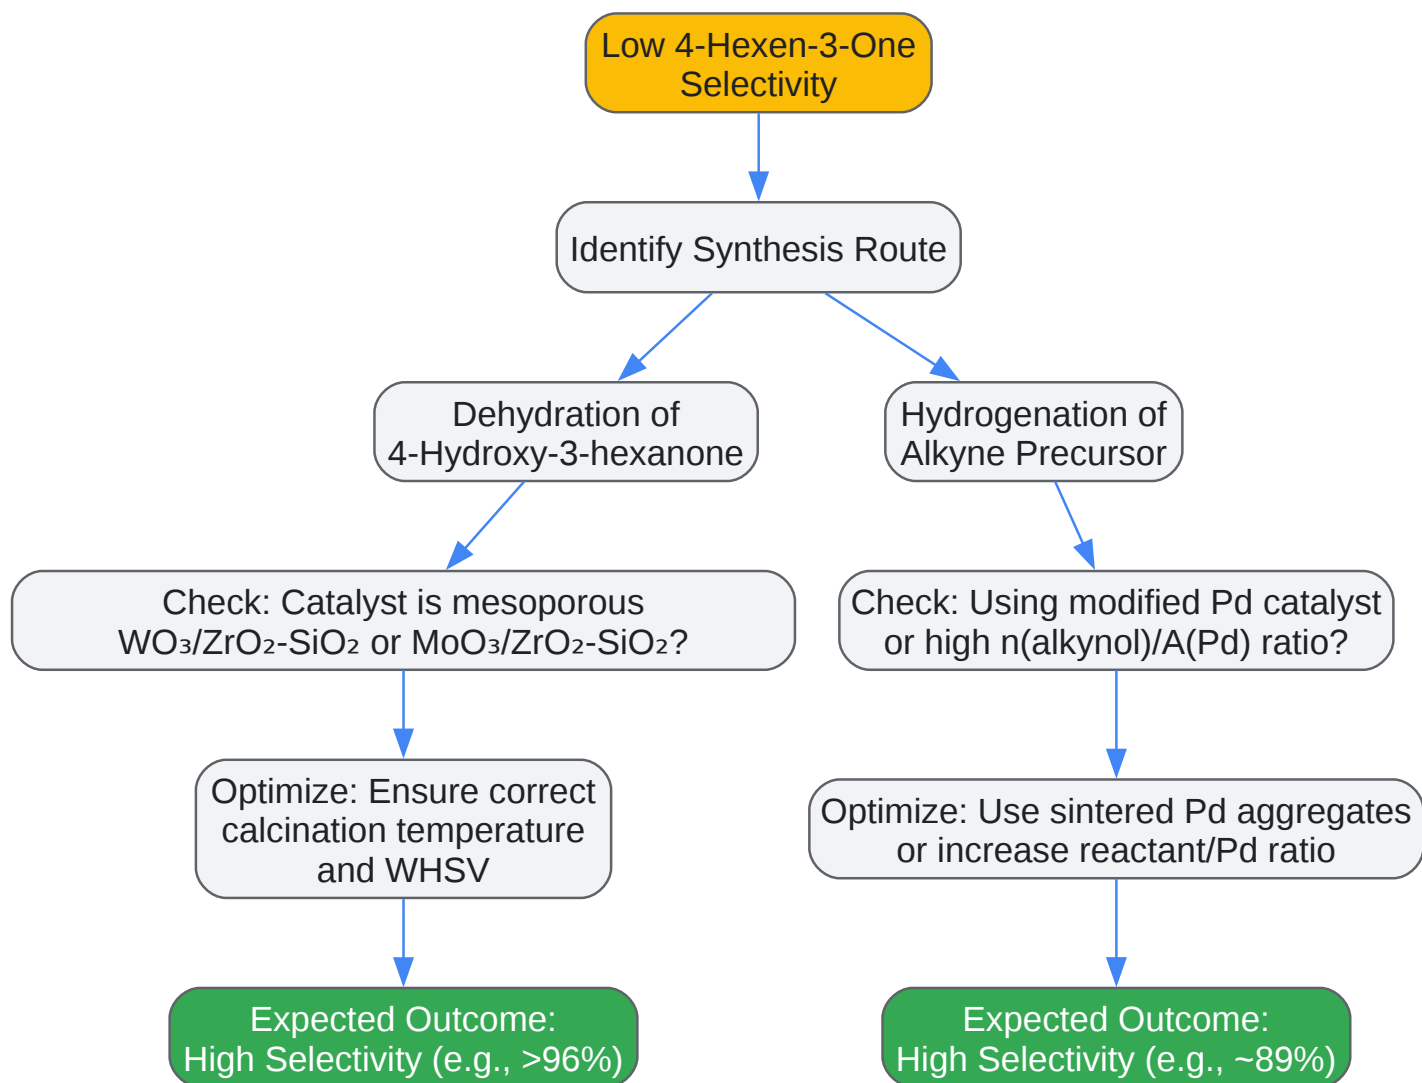 Low 4-Hexen-3-One
Selectivity
Identify Synthesis Route
Dehydration of
4-Hydroxy-3-hexanone
Hydrogenation of
Alkyne Precursor
Check: Catalyst is mesoporous
WO₃/ZrO₂-SiO₂ or MoO₃/ZrO₂-SiO₂?
Check: Using modified Pd catalyst
or high n(alkynol)/A(Pd) ratio?
Optimize: Ensure correct
calcination temperature
and WHSV
Optimize: Use sintered Pd aggregates
or increase reactant/Pd ratio
Expected Outcome:
High Selectivity (e.g., >96%)
Expected Outcome:
High Selectivity (e.g., ~89%)